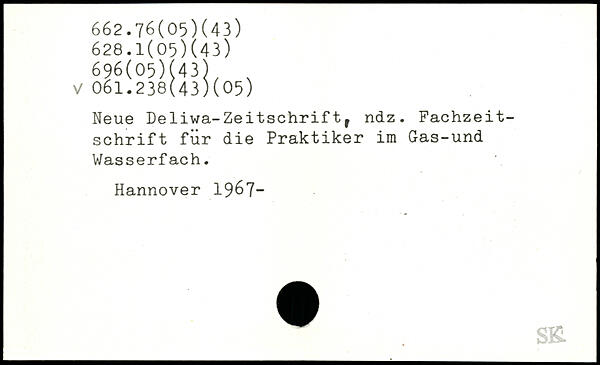 662.76(05)(43)
628.1(05)(43)
696(05)(43)
v 061.238(43)(05)
Neue Deliwa-Zeitschrift, ndz. Fachzeit-
schrift für die Praktiker im Gas-und
Wasserfach.
Hannover 1967-
SK